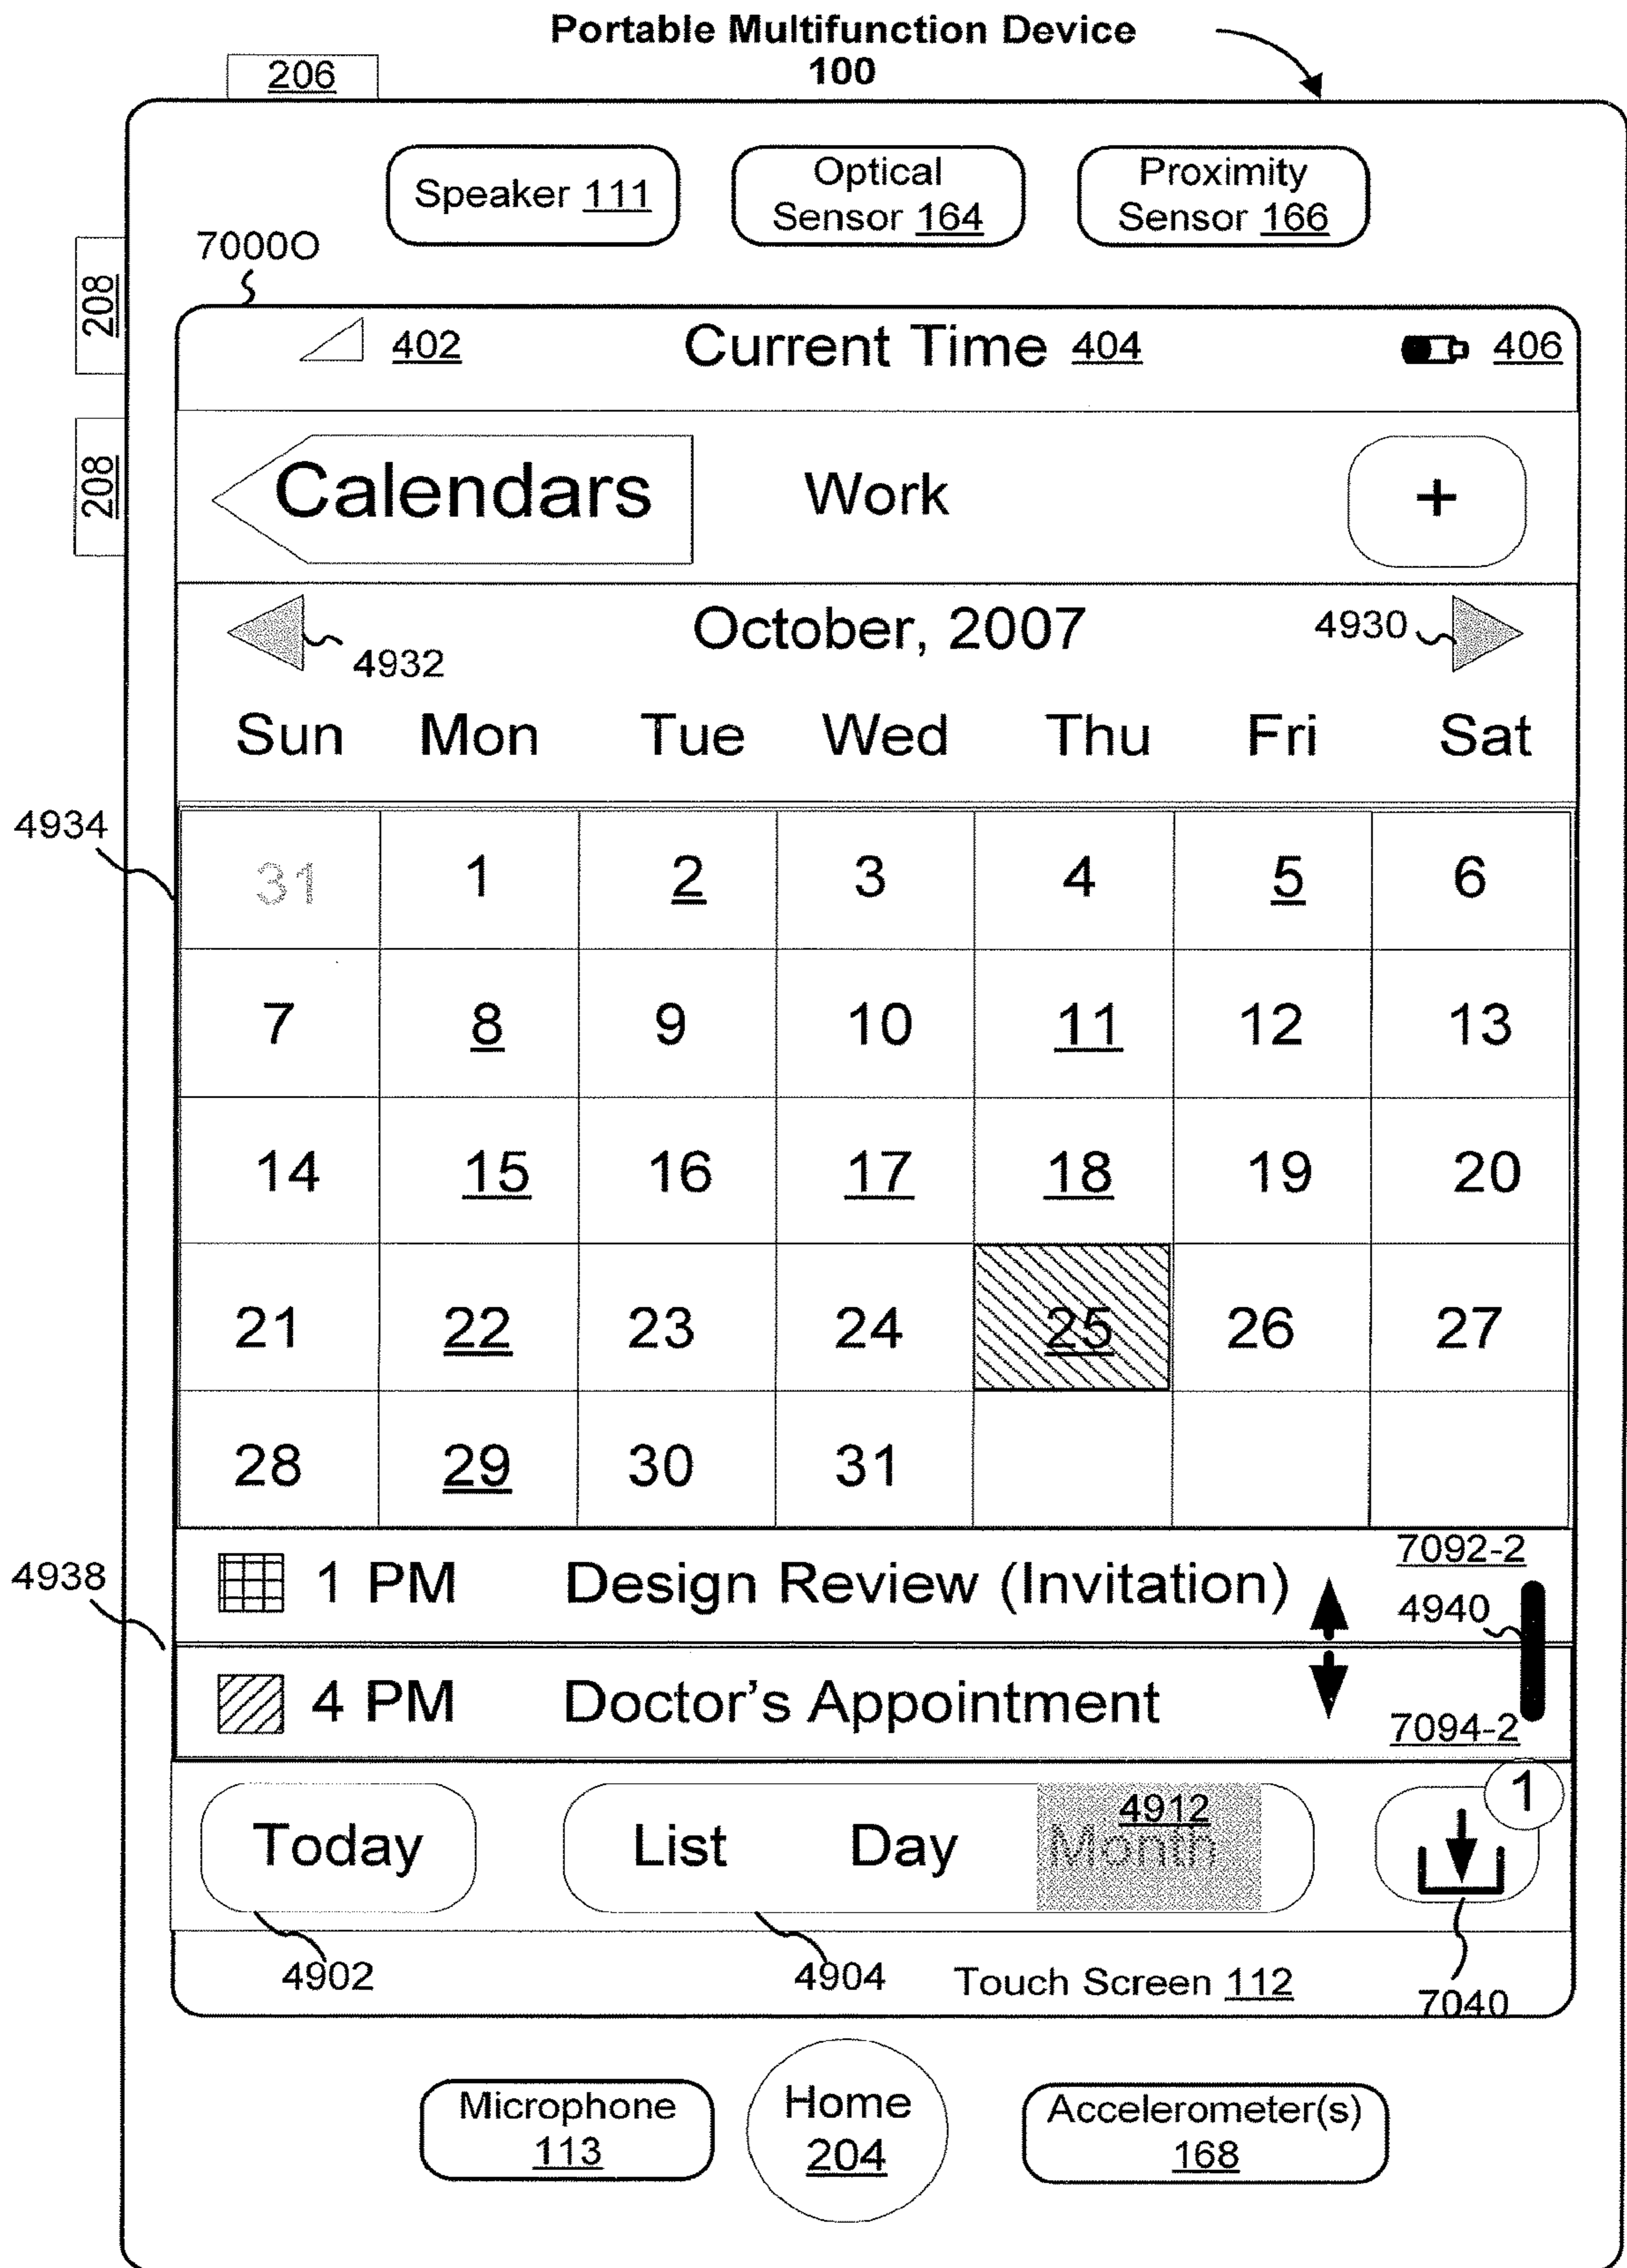 Portable Multifunction Device
100
206
Speaker 111
Optical
Sensor 164
Proximity
Sensor 166
7000O
208
402
Current Time 404
406
208
Calendars
Work
+
4932
October, 2007
4930
Sun Mon Tue Wed Thu Fri Sat
4934
31 1 2 3 4 5 6
7 8 9 10 11 12 13
14 15 16 17 18 19 20
21 22 23 24 25 26 27
28 29 30 31
4938
1 PM Design Review (Invitation)
7092-2
4940
4 PM Doctor's Appointment
7094-2
Today
List Day Month
4912
1
4902
4904
Touch Screen 112
7040
Microphone
113
Home
204
Accelerometer(s)
168